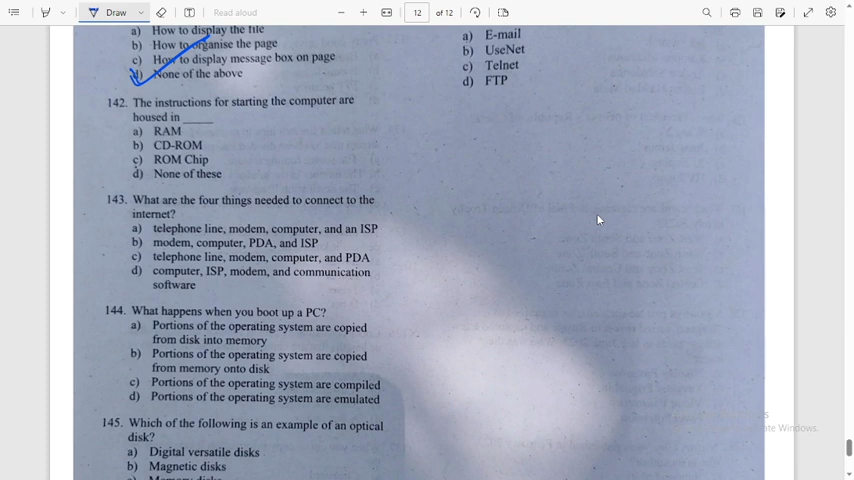 Draw
Read aloud
12
of 12
a) How to display the file
b) How to organise the page
c) How to display message box on page
d) None of the above
142. The instructions for starting the computer are
housed in _____
a) RAM
b) CD-ROM
c) ROM Chip
d) None of these
143. What are the four things needed to connect to the
internet?
a) telephone line, modem, computer, and an ISP
b) modem, computer, PDA, and ISP
c) telephone line, modem, computer, and PDA
d) computer, ISP, modem, and communication
software
144. What happens when you boot up a PC?
a) Portions of the operating system are copied
from disk into memory
b) Portions of the operating system are copied
from memory onto disk
c) Portions of the operating system are compiled
d) Portions of the operating system are emulated
145. Which of the following is an example of an optical
disk?
a) Digital versatile disks
b) Magnetic disks
c) Memory disks
a) E-mail
b) UseNet
c) Telnet
d) FTP
Windows.